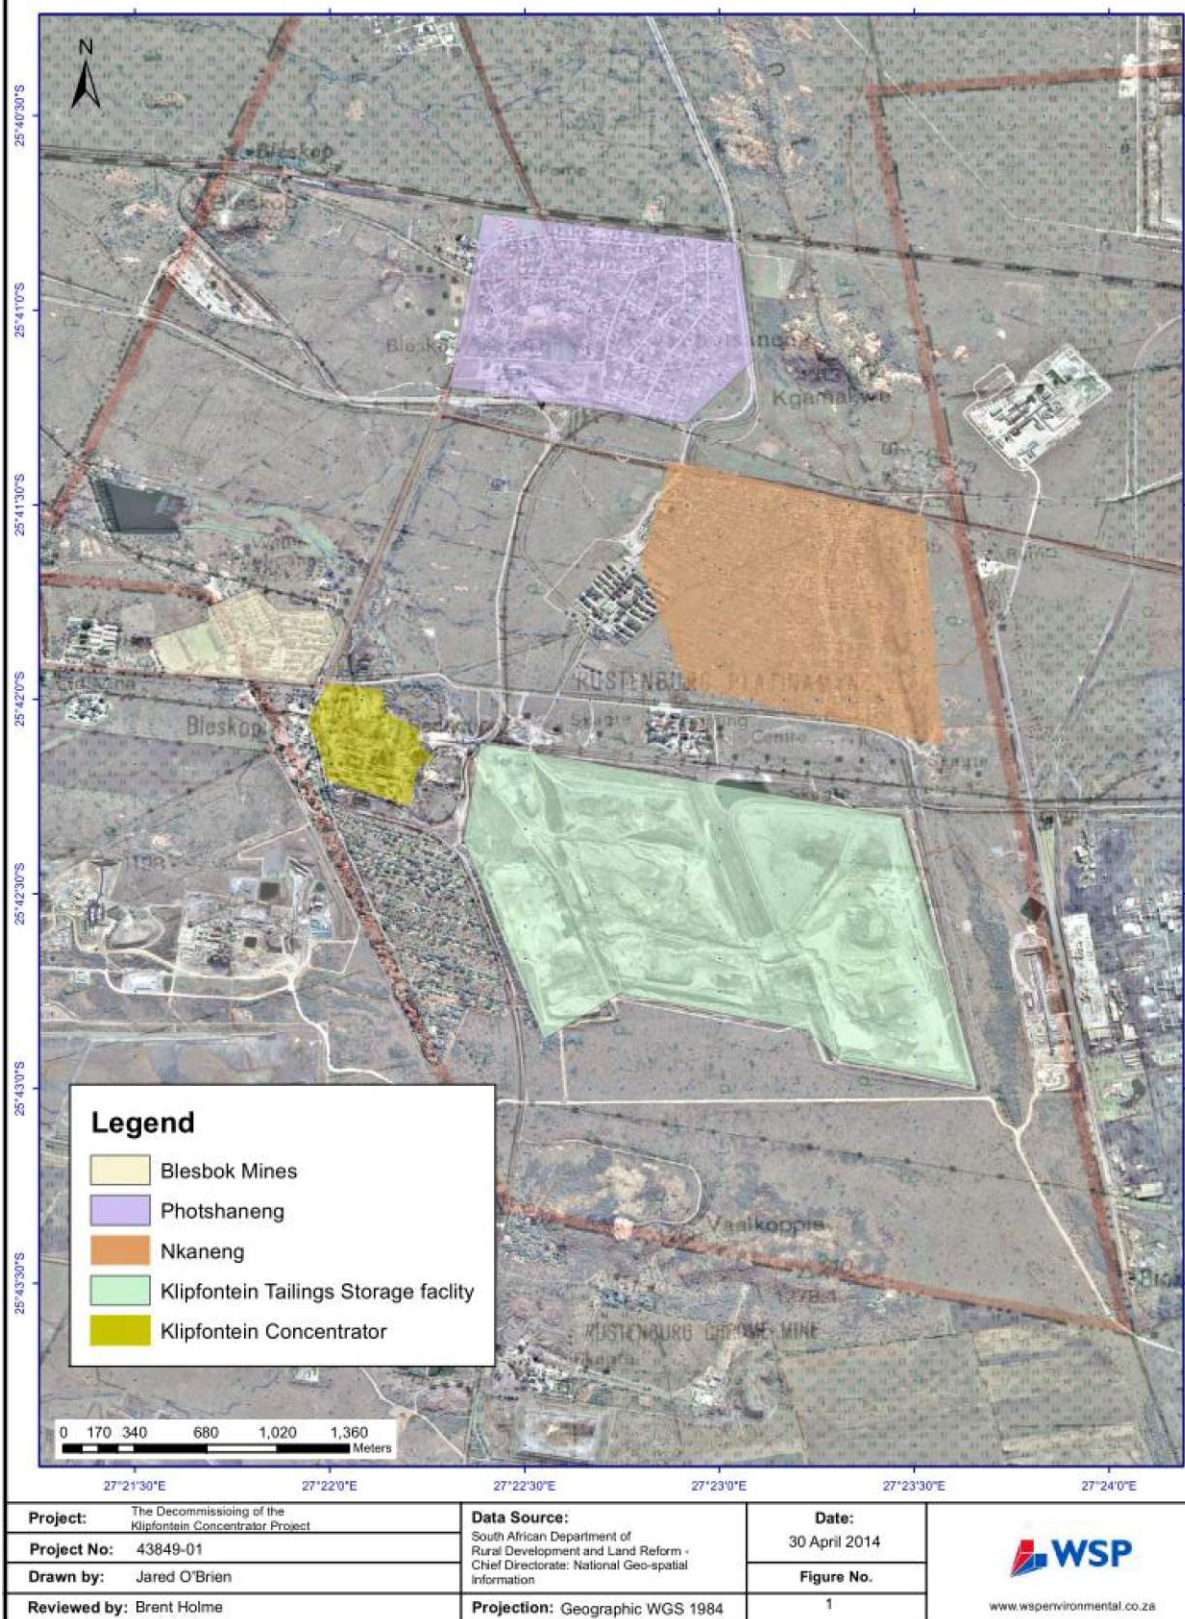 N
25°40'30"S
25°41'0"S
25°41'30"S
25°42'0"S
25°42'30"S
25°43'0"S
25°43'30"S
Bleskop
Kgamakwe
RUSTENBURG PLATINUM
Bleskop
Centre
Vaalkoppie
RUSTENBURG CHROME MINE
Legend
Blesbok Mines
Photshaneng
Nkaneng
Klipfontein Tailings Storage faclity
Klipfontein Concentrator
0 170 340 680 1,020 1,360
Meters
27°21'30"E 27°22'0"E 27°22'30"E 27°23'0"E 27°23'30"E 27°24'0"E
Project: The Decommissioing of the
Klipfontein Concentrator Project
Project No: 43849-01
Drawn by: Jared O'Brien
Reviewed by: Brent Holme
Data Source:
South African Department of
Rural Development and Land Reform -
Chief Directorate: National Geo-spatial
Information
Projection: Geographic WGS 1984
Date:
30 April 2014
Figure No.
1
WSP
www.wspenvironmental.co.za